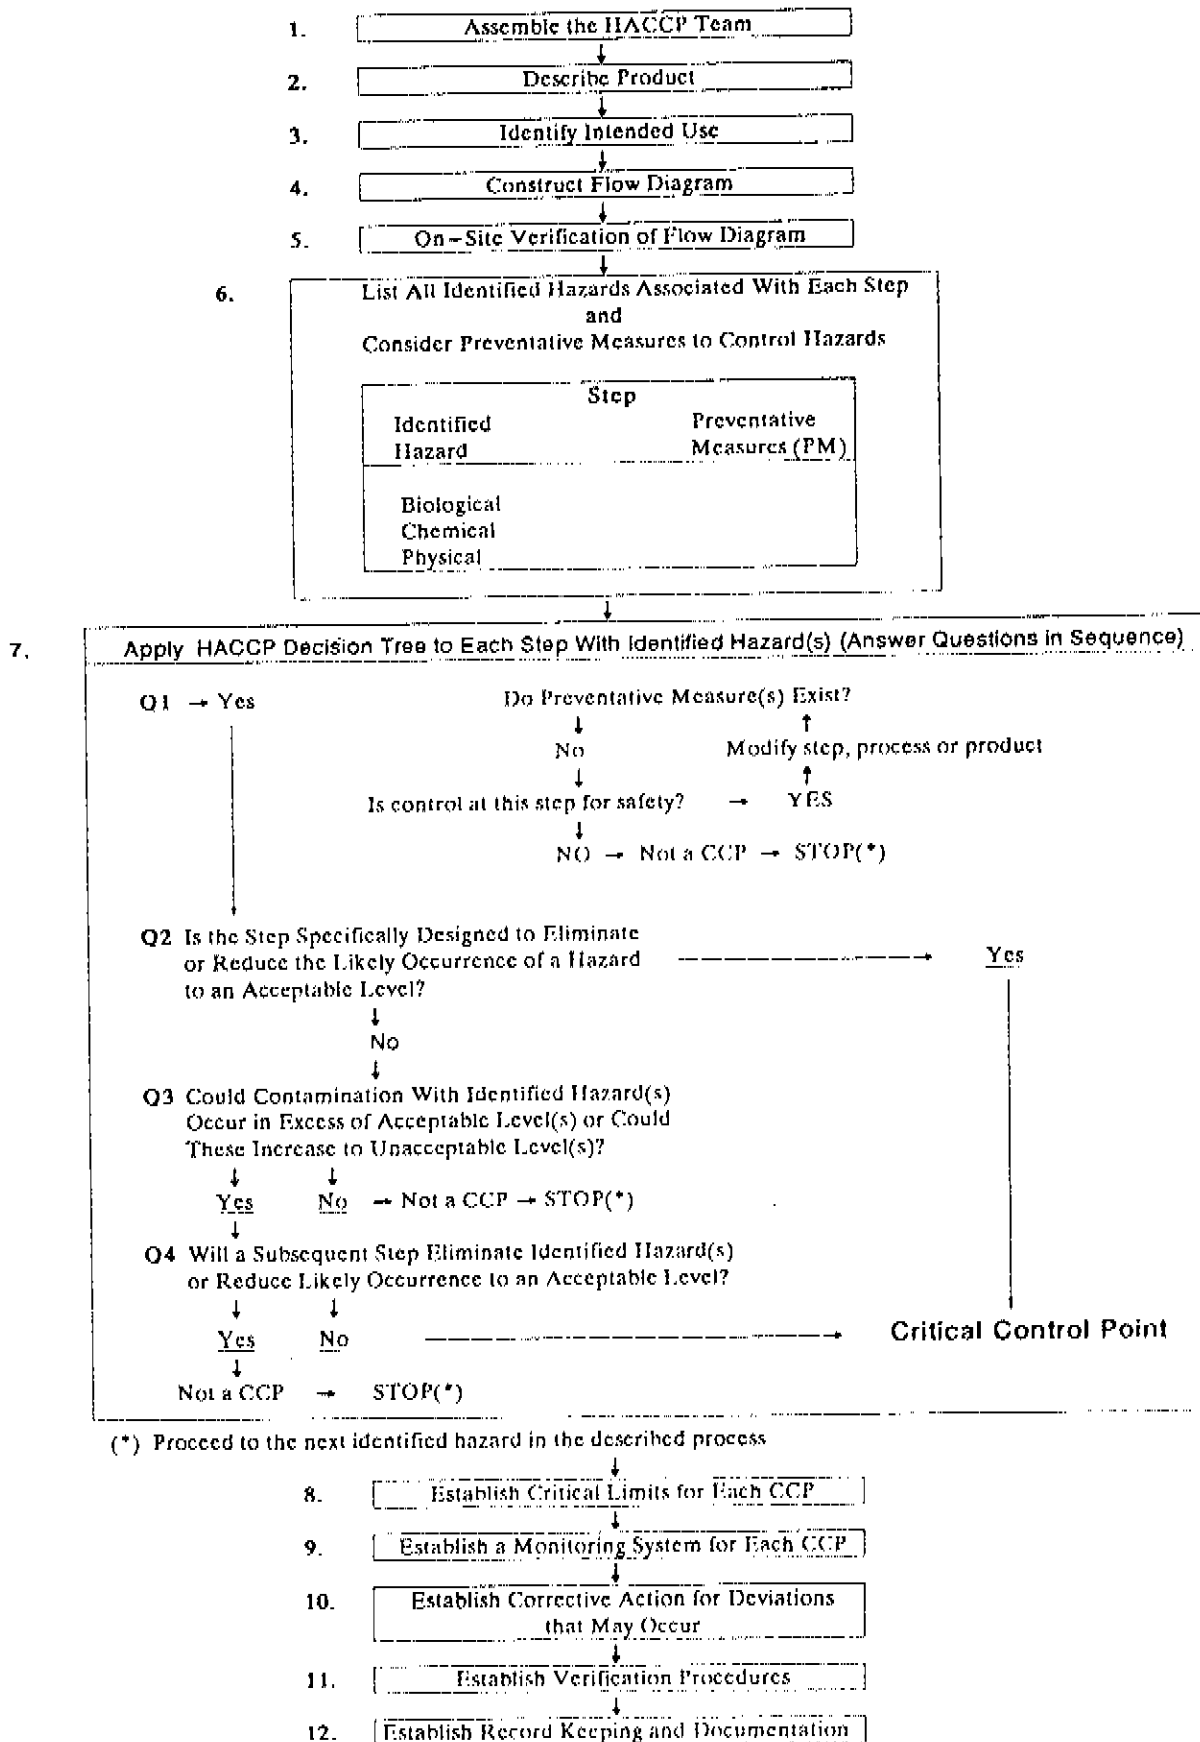 1. Assemble the HACCP Team
2. Describe Product
3. Identify Intended Use
4. Construct Flow Diagram
5. On-Site Verification of Flow Diagram
6. List All Identified Hazards Associated With Each Step
and
Consider Preventative Measures to Control Hazards
Step
Identified Preventative
Hazard Measures (PM)
Biological
Chemical
Physical
7. Apply HACCP Decision Tree to Each Step With Identified Hazard(s) (Answer Questions in Sequence)
Q1 → Yes Do Preventative Measure(s) Exist?
↓ ↑
No Modify step, process or product
↓ ↑
Is control at this step for safety? → YES
↓
NO → Not a CCP → STOP(*)
Q2 Is the Step Specifically Designed to Eliminate
or Reduce the Likely Occurrence of a Hazard → Yes
to an Acceptable Level?
↓
No
↓
Q3 Could Contamination With Identified Hazard(s)
Occur in Excess of Acceptable Level(s) or Could
These Increase to Unacceptable Level(s)?
↓ ↓
Yes No → Not a CCP → STOP(*)
↓
Q4 Will a Subsequent Step Eliminate Identified Hazard(s)
or Reduce Likely Occurrence to an Acceptable Level?
↓ ↓
Yes No → Critical Control Point
↓
Not a CCP → STOP(*)
(*) Proceed to the next identified hazard in the described process
8. Establish Critical Limits for Each CCP
9. Establish a Monitoring System for Each CCP
10. Establish Corrective Action for Deviations
that May Occur
11. Establish Verification Procedures
12. Establish Record Keeping and Documentation